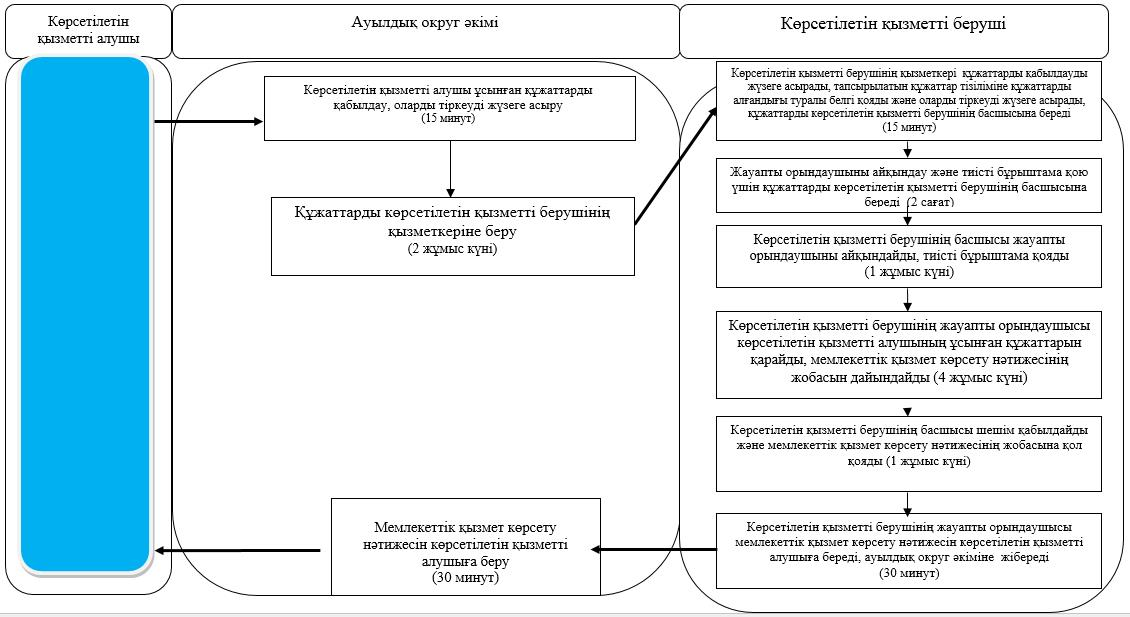 Көрсетілетін
қызметті алушы
Ауылдық округ әкімі
Көрсетілетін қызметті беруші
Көрсетілетін қызметті алушы ұсынған құжаттарды
қабылдау, оларды тіркеуді жүзеге асыру
(15 минут)
Құжаттарды көрсетілетін қызметті берушінің
қызметкеріне беру
(2 жұмыс күні)
Көрсетілетін қызметті берушінің қызметкері құжаттарды қабылдауды
жүзеге асырады, тапсырылатын құжаттар тізіліміне құжаттарды
алғандығы туралы белгі қояды және оларды тіркеуді жүзеге асырады,
құжаттарды көрсетілетін қызметті берушінің басшысына береді
(15 минут)
Жауапты орындаушыны айқындау және тиісті бұрыштама қою
үшін құжаттарды көрсетілетін қызметті берушінің басшысына
береді (2 сағат)
Көрсетілетін қызметті берушінің басшысы жауапты
орындаушыны айқындайды, тиісті бұрыштама қояды
(1 жұмыс күні)
Көрсетілетін қызметті берушінің жауапты орындаушысы
көрсетілетін қызметті алушының ұсынған құжаттарын
қарайды, мемлекеттік қызмет көрсету нәтижесінің
жобасын дайындайды (4 жұмыс күні)
Көрсетілетін қызметті берушінің басшысы шешім қабылдайды
және мемлекеттік қызмет көрсету нәтижесінің жобасына қол
қояды (1 жұмыс күні)
Көрсетілетін қызметті берушінің жауапты орындаушысы
мемлекеттік қызмет көрсету нәтижесін көрсетілетін қызметті
алушыға береді, ауылдық округ әкіміне жібереді
(30 минут)
Мемлекеттік қызмет көрсету
нәтижесін көрсетілетін қызметті
алушыға беру
(30 минут)